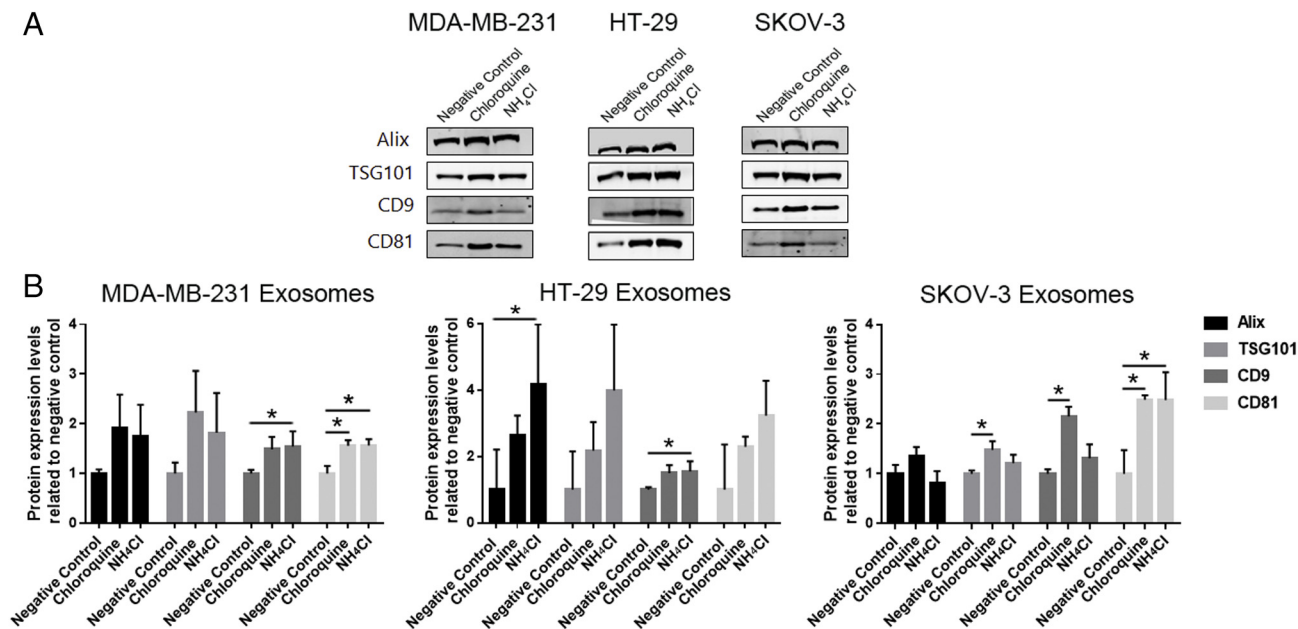 A
MDA-MB-231 HT-29 SKOV-3
Negative Control Chloroquine NH₄Cl Negative Control Chloroquine NH₄Cl Negative Control Chloroquine NH₄Cl
Alix
TSG101
CD9
CD81
B
MDA-MB-231 Exosomes
Protein expression levels
related to negative control
4
3
2
1
0
* * *
Negative Control Chloroquine NH₄Cl Negative Control Chloroquine NH₄Cl Negative Control Chloroquine NH₄Cl Negative Control Chloroquine NH₄Cl
HT-29 Exosomes
Protein expression levels
related to negative control
6
4
2
0
* *
Negative Control Chloroquine NH₄Cl Negative Control Chloroquine NH₄Cl Negative Control Chloroquine NH₄Cl Negative Control Chloroquine NH₄Cl
SKOV-3 Exosomes
Protein expression levels
related to negative control
4
3
2
1
0
* * * *
Negative Control Chloroquine NH₄Cl Negative Control Chloroquine NH₄Cl Negative Control Chloroquine NH₄Cl Negative Control Chloroquine NH₄Cl
Alix
TSG101
CD9
CD81